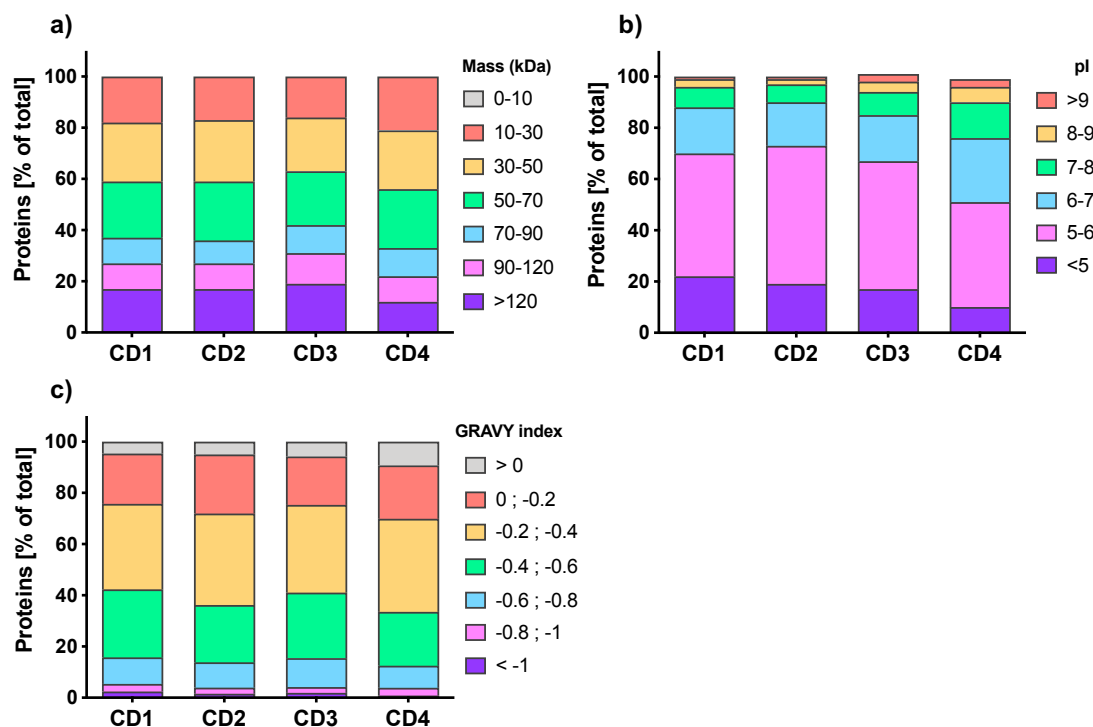 a)
Proteins [% of total]
100
80
60
40
20
0
CD1 CD2 CD3 CD4
Mass (kDa)
0-10
10-30
30-50
50-70
70-90
90-120
>120
b)
Proteins [% of total]
100
80
60
40
20
0
CD1 CD2 CD3 CD4
pI
>9
8-9
7-8
6-7
5-6
<5
c)
Proteins [% of total]
100
80
60
40
20
0
CD1 CD2 CD3 CD4
GRAVY index
> 0
0 ; -0.2
-0.2 ; -0.4
-0.4 ; -0.6
-0.6 ; -0.8
-0.8 ; -1
< -1